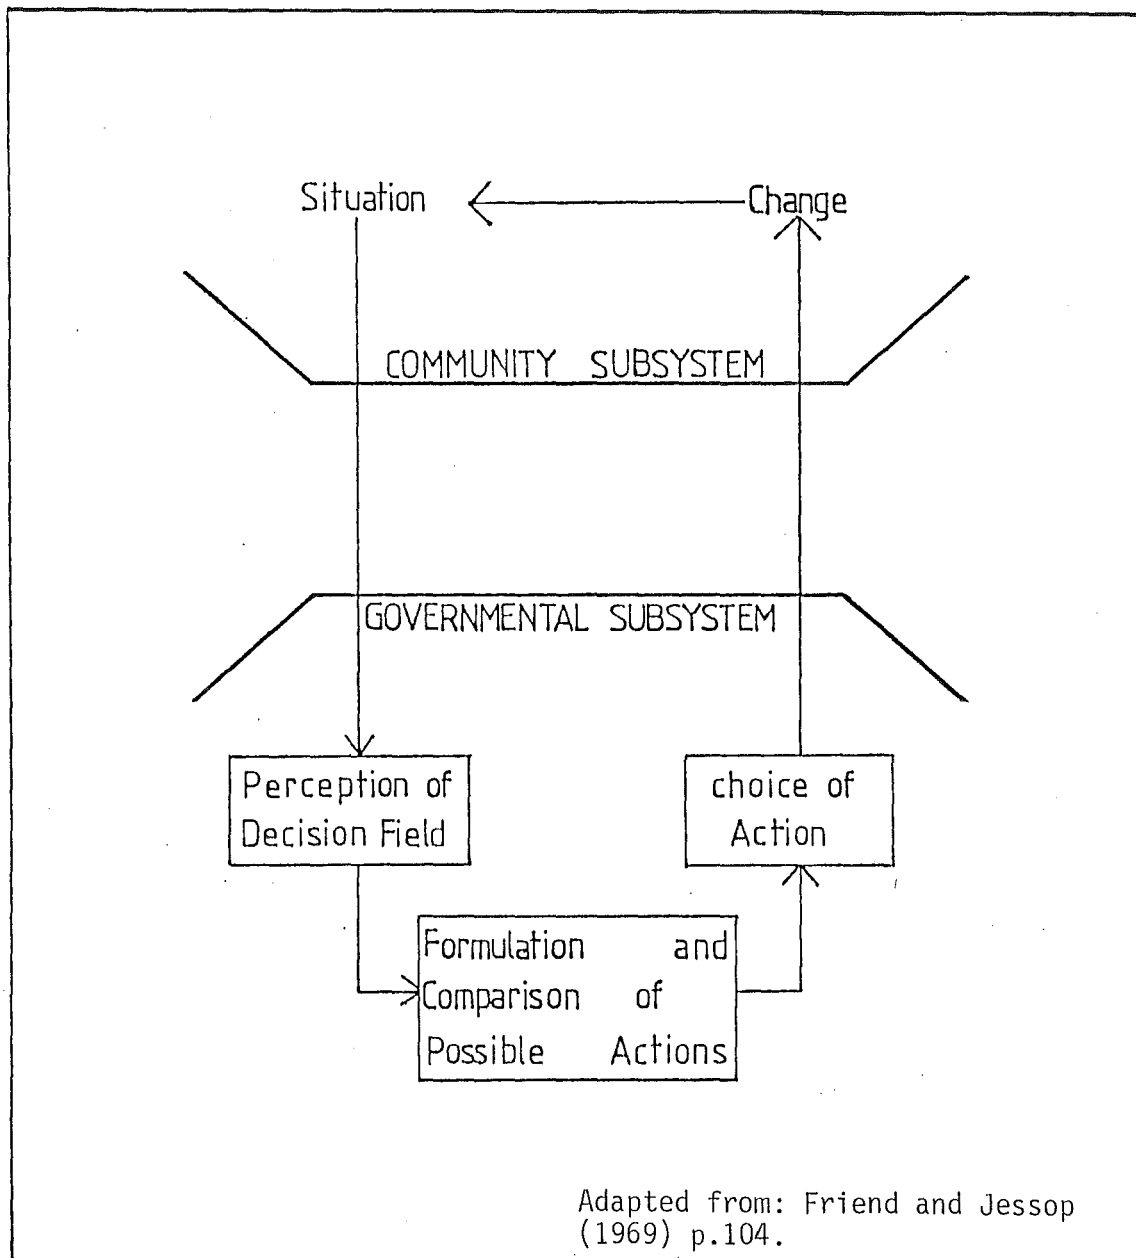 Situation
Change
COMMUNITY SUBSYSTEM
GOVERNMENTAL SUBSYSTEM
Perception of
Decision Field
choice of
Action
Formulation and
Comparison of
Possible Actions
Adapted from: Friend and Jessop
(1969) p.104.